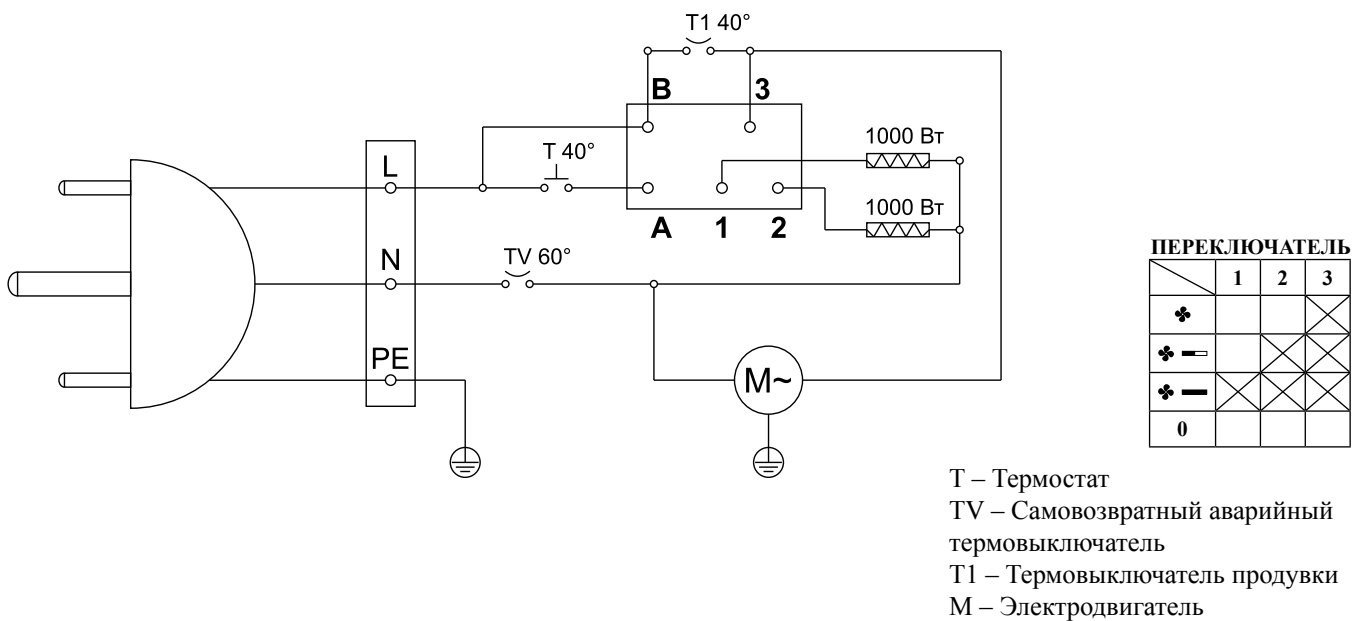 T1 40°
B 3
1000 Вт
L T 40°
1000 Вт
A 1 2
N TV 60°
ПЕРЕКЛЮЧАТЕЛЬ
1 2 3
PE
M~
0
Т – Термостат
TV – Самовозвратный аварийный
термовыключатель
Т1 – Термовыключатель продувки
М – Электродвигатель